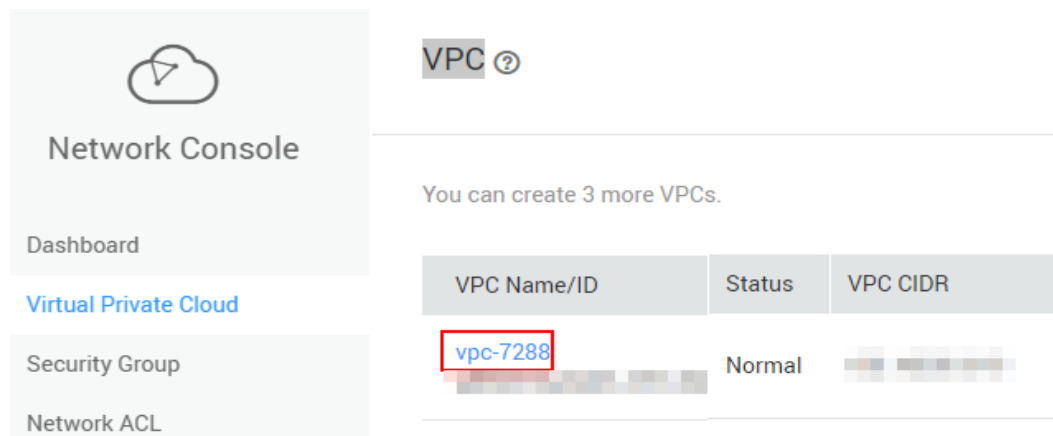 Network Console
Dashboard
Virtual Private Cloud
Security Group
Network ACL
VPC ?
You can create 3 more VPCs.
VPC Name/ID Status VPC CIDR
vpc-7288 Normal